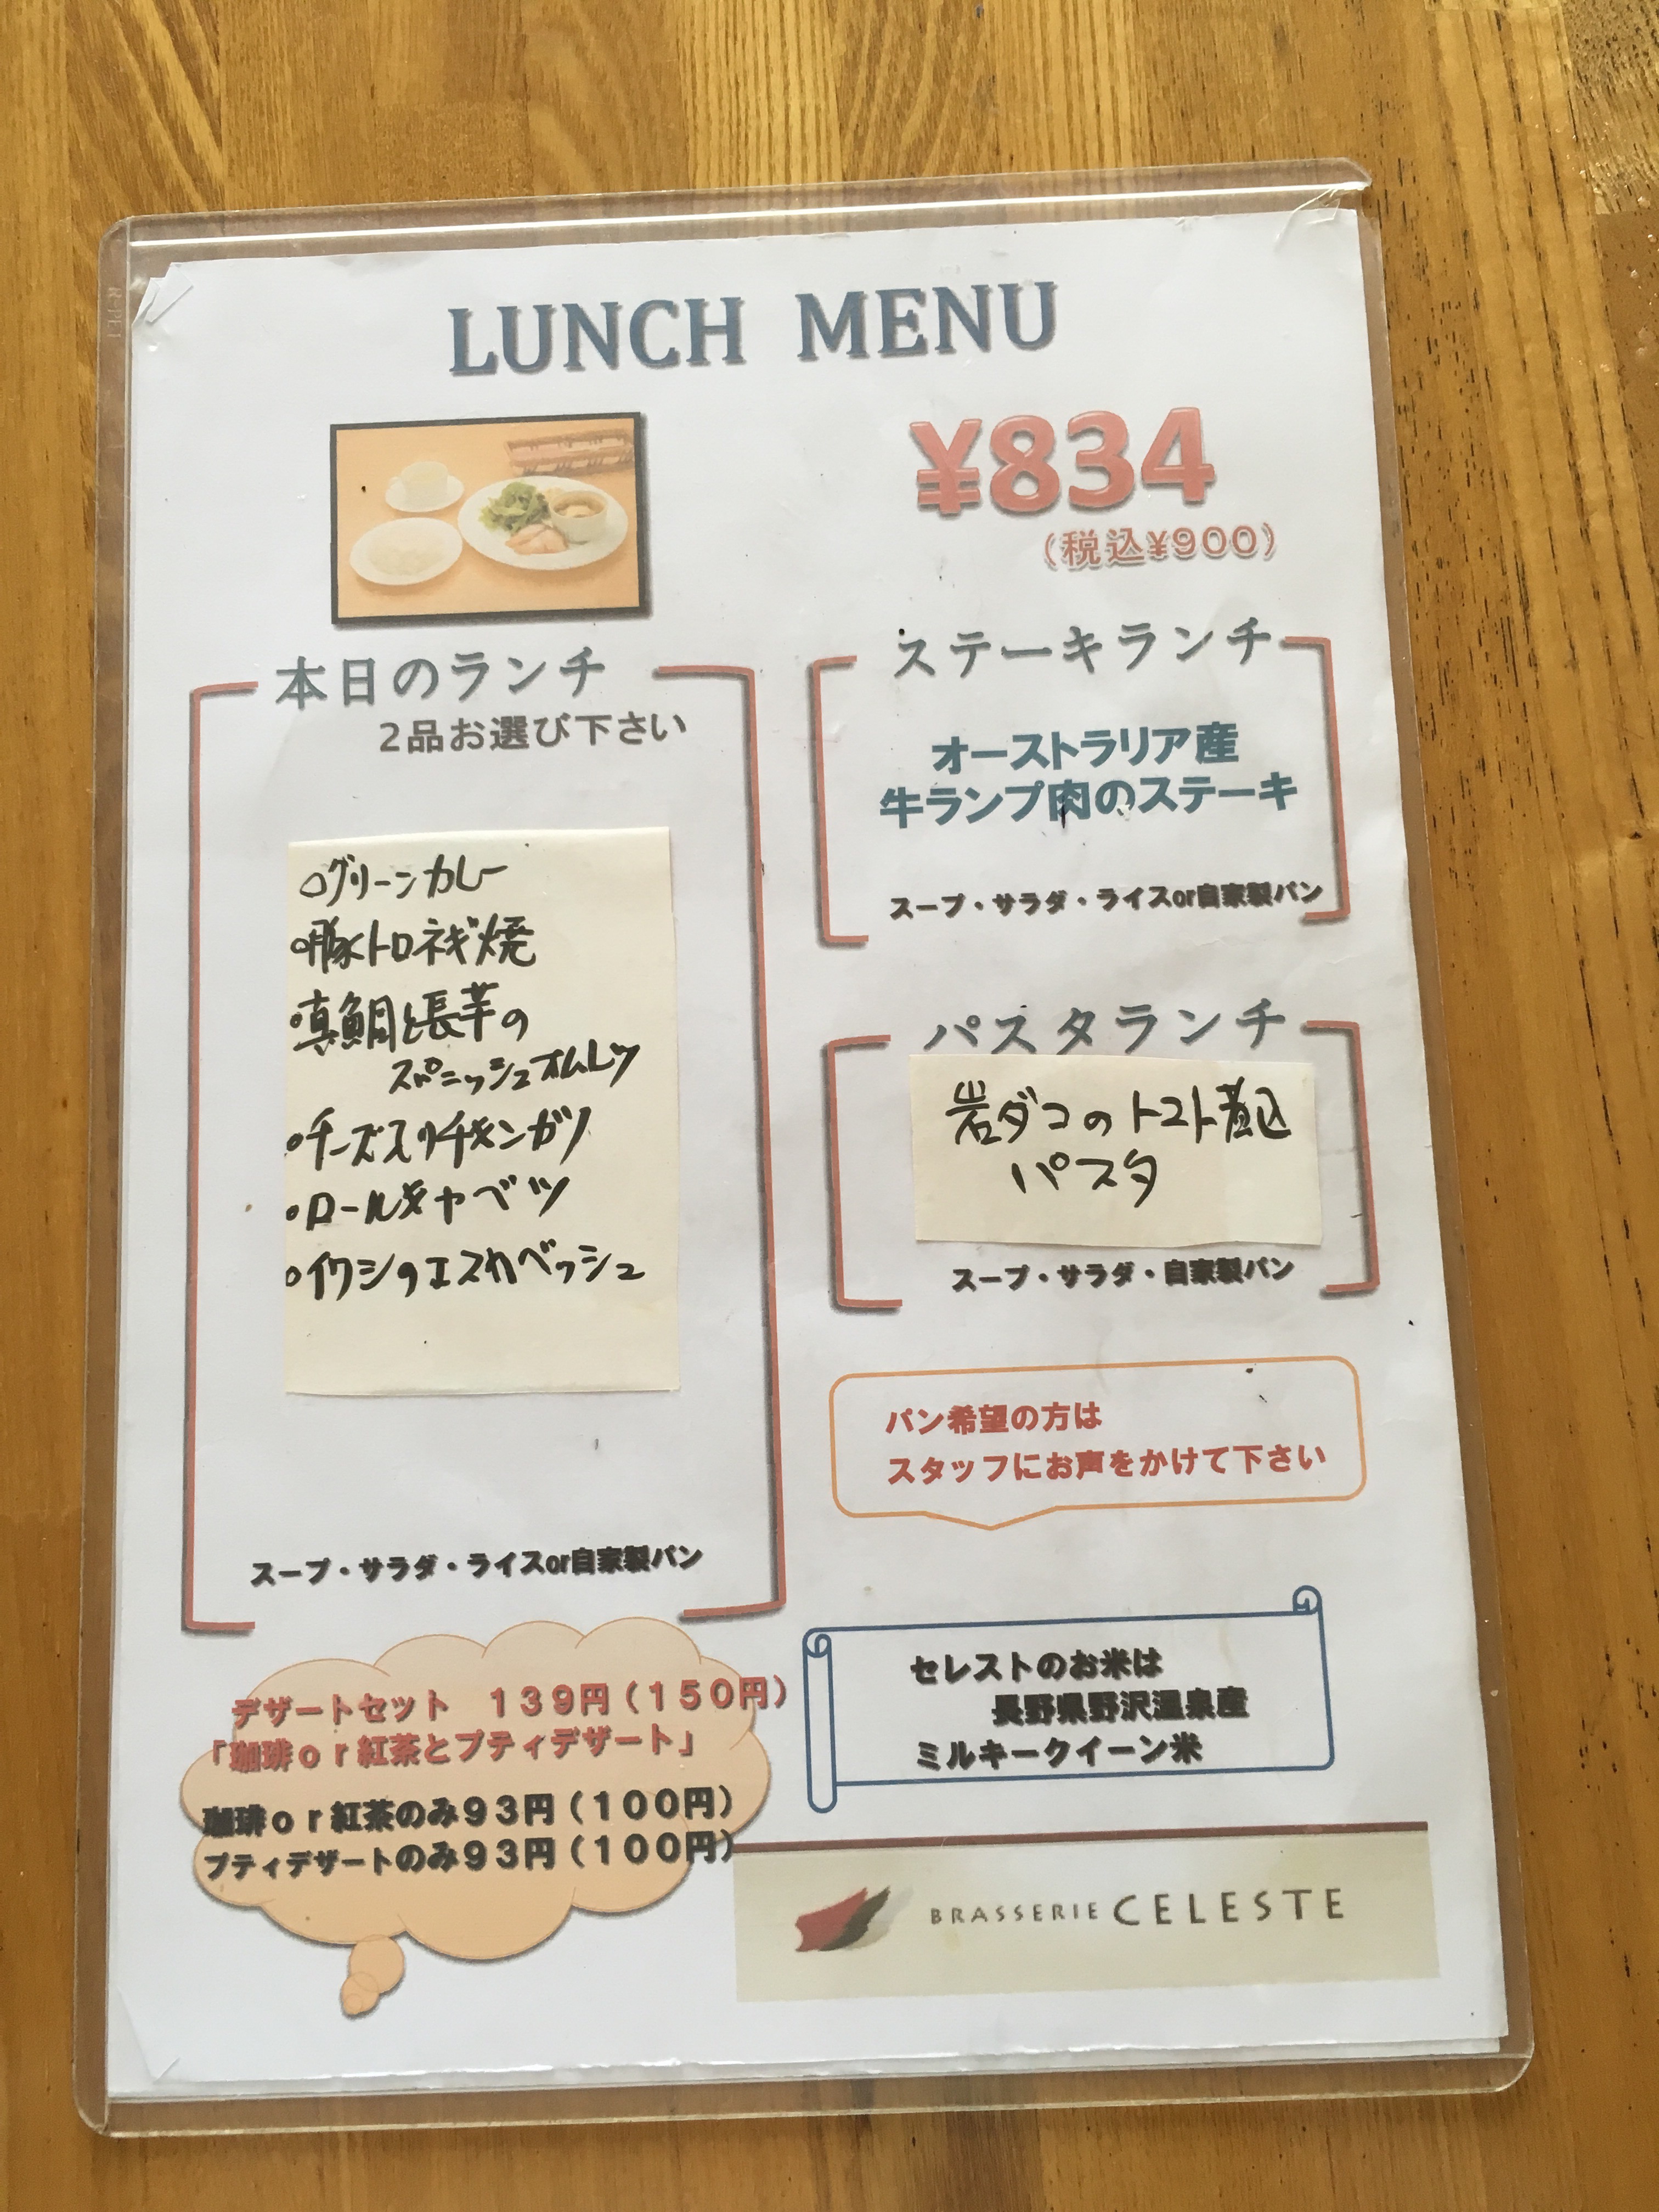 LUNCH MENU
¥834
(税込¥900)
本日のランチ
2品お選び下さい
○グリーンカレー
○豚トロネギ焼
○真鯛と長芋の
スパニッシュオムレツ
○チーズ入リチキンカツ
○ロールキャベツ
○イワシのエスカベッシュ
スープ・サラダ・ライスor自家製パン
ステーキランチ
オーストラリア産
牛ランプ肉のステーキ
スープ・サラダ・ライスor自家製パン
パスタランチ
岩ダコのトマト煮込
パスタ
スープ・サラダ・自家製パン
パン希望の方は
スタッフにお声をかけて下さい
デザートセット 139円(150円)
「珈琲or紅茶とプティデザート」
珈琲or紅茶のみ93円(100円)
プティデザートのみ93円(100円)
セレストのお米は
長野県野沢温泉産
ミルキークイーン米
BRASSERIE CELESTE